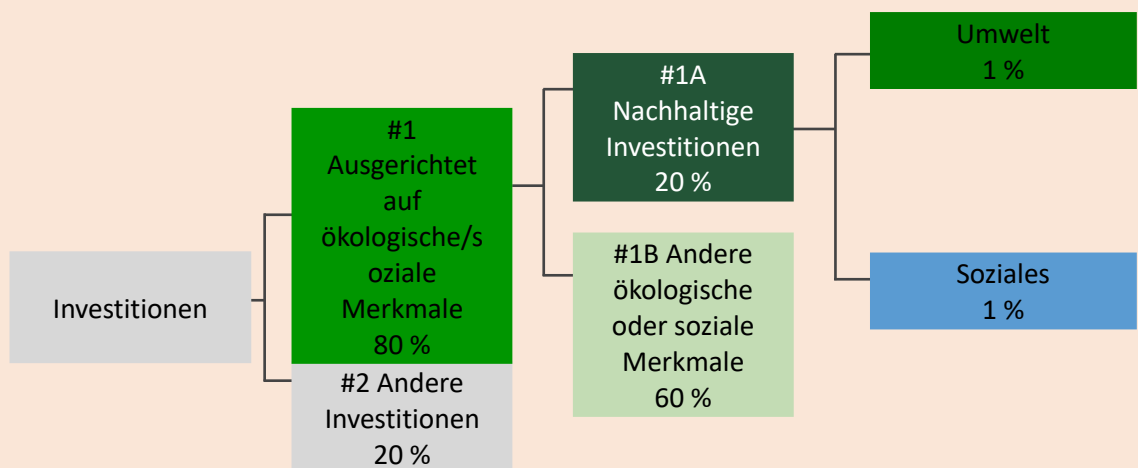 Investitionen
#1
Ausgerichtet
auf
ökologische/s
oziale
Merkmale
80 %
#2 Andere
Investitionen
20 %
#1A
Nachhaltige
Investitionen
20 %
#1B Andere
ökologische
oder soziale
Merkmale
60 %
Umwelt
1 %
Soziales
1 %